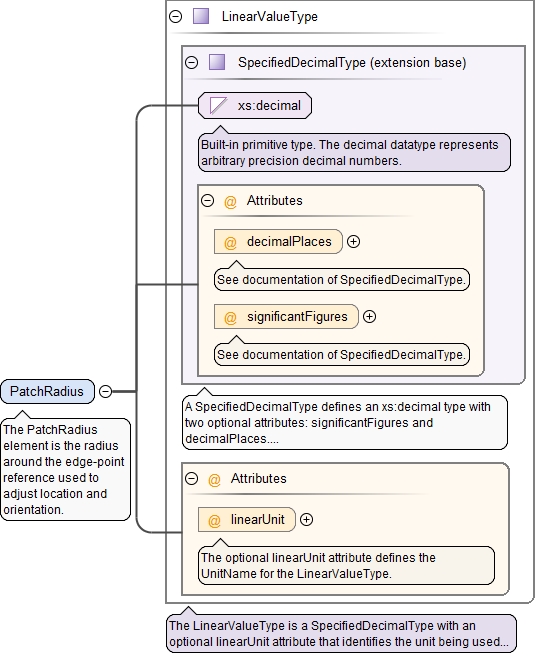 LinearValueType
SpecifiedDecimalType (extension base)
xs:decimal
Built-in primitive type. The decimal datatype represents
arbitrary precision decimal numbers.
@ Attributes
@ decimalPlaces
See documentation of SpecifiedDecimalType.
@ significantFigures
See documentation of SpecifiedDecimalType.
PatchRadius
The PatchRadius
element is the radius
around the edge-point
reference used to
adjust location and
orientation.
A SpecifiedDecimalType defines an xs:decimal type with
two optional attributes: significantFigures and
decimalPlaces....
@ Attributes
@ linearUnit
The optional linearUnit attribute defines the
UnitName for the LinearValueType.
The LinearValueType is a SpecifiedDecimalType with an
optional linearUnit attribute that identifies the unit being used...